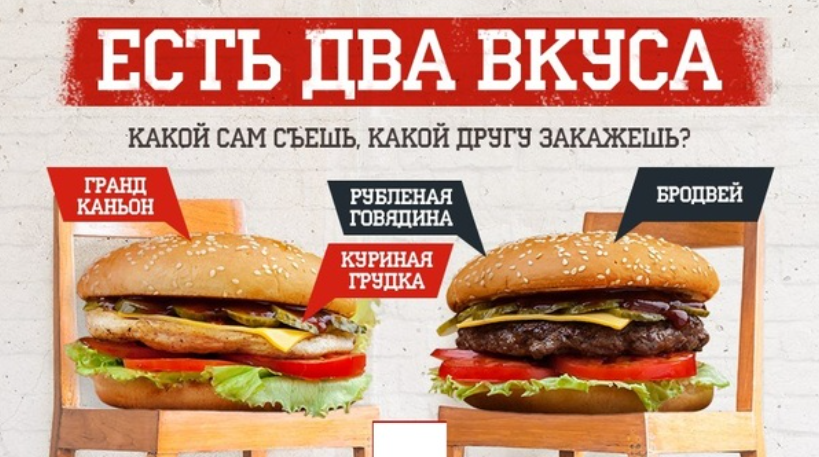 ЕСТЬ ДВА ВКУСА
КАКОЙ САМ СЪЕШЬ, КАКОЙ ДРУГУ ЗАКАЖЕШЬ?
ГРАНД
КАНЬОН
РУБЛЕНАЯ
ГОВЯДИНА
БРОДВЕЙ
КУРИНАЯ
ГРУДКА